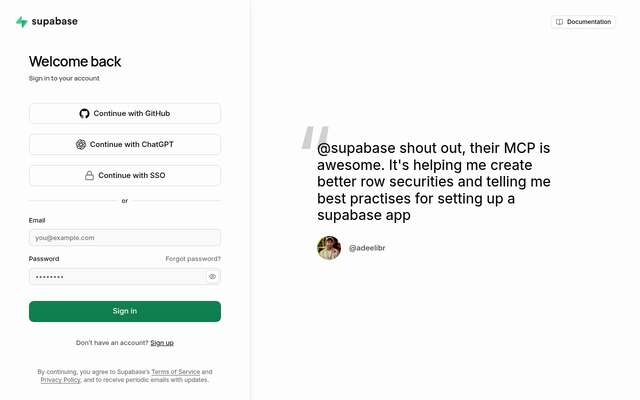 supabase
Documentation
Welcome back
Sign in to your account
Continue with GitHub
Continue with ChatGPT
Continue with SSO
or
Email
you@example.com
Password
Forgot password?
••••••••
Sign in
Don't have an account? Sign up
By continuing, you agree to Supabase's Terms of Service and
Privacy Policy, and to receive periodic emails with updates.
"
@supabase shout out, their MCP is
awesome. It's helping me create
better row securities and telling me
best practises for setting up a
supabase app
@adeelibr